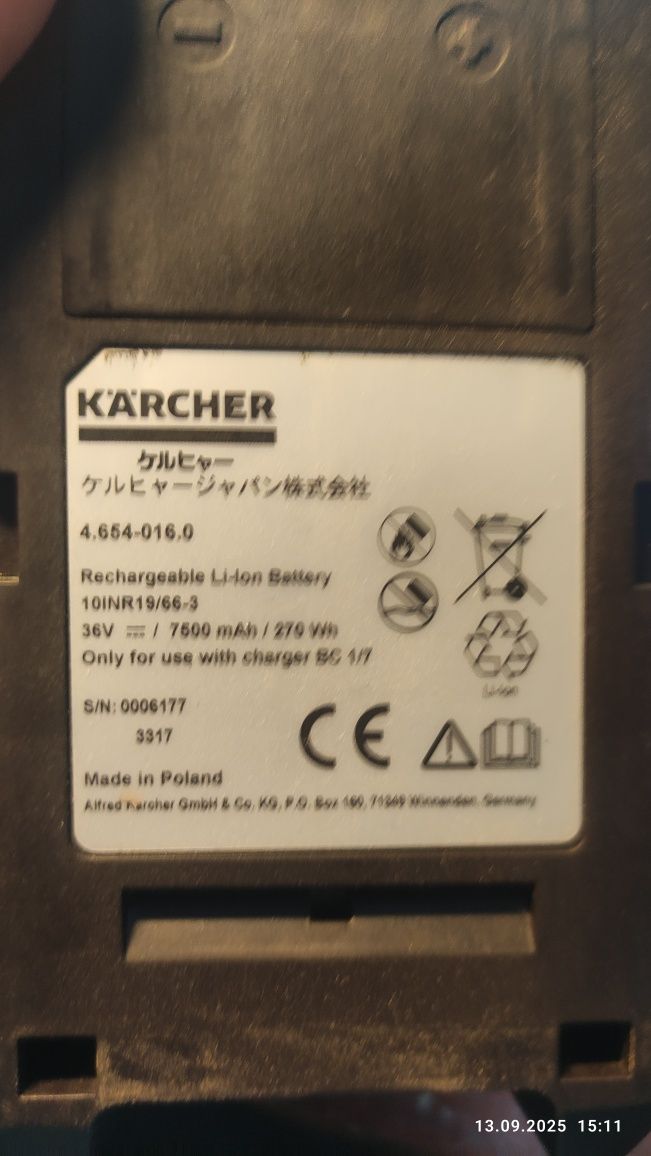 KÄRCHER
ケルヒャー
ケルヒャージャパン株式会社
4.654-016.0
Rechargeable Li-Ion Battery
10INR19/66-3
36V ⎓ / 7500 mAh / 270 Wh
Only for use with charger BC 1/7
S/N: 0006177
3317
Li-Ion
CE
Made in Poland
Alfred Kärcher GmbH & Co. KG, P.O. Box 160, 71349 Winnenden, Germany
13.09.2025 15:11